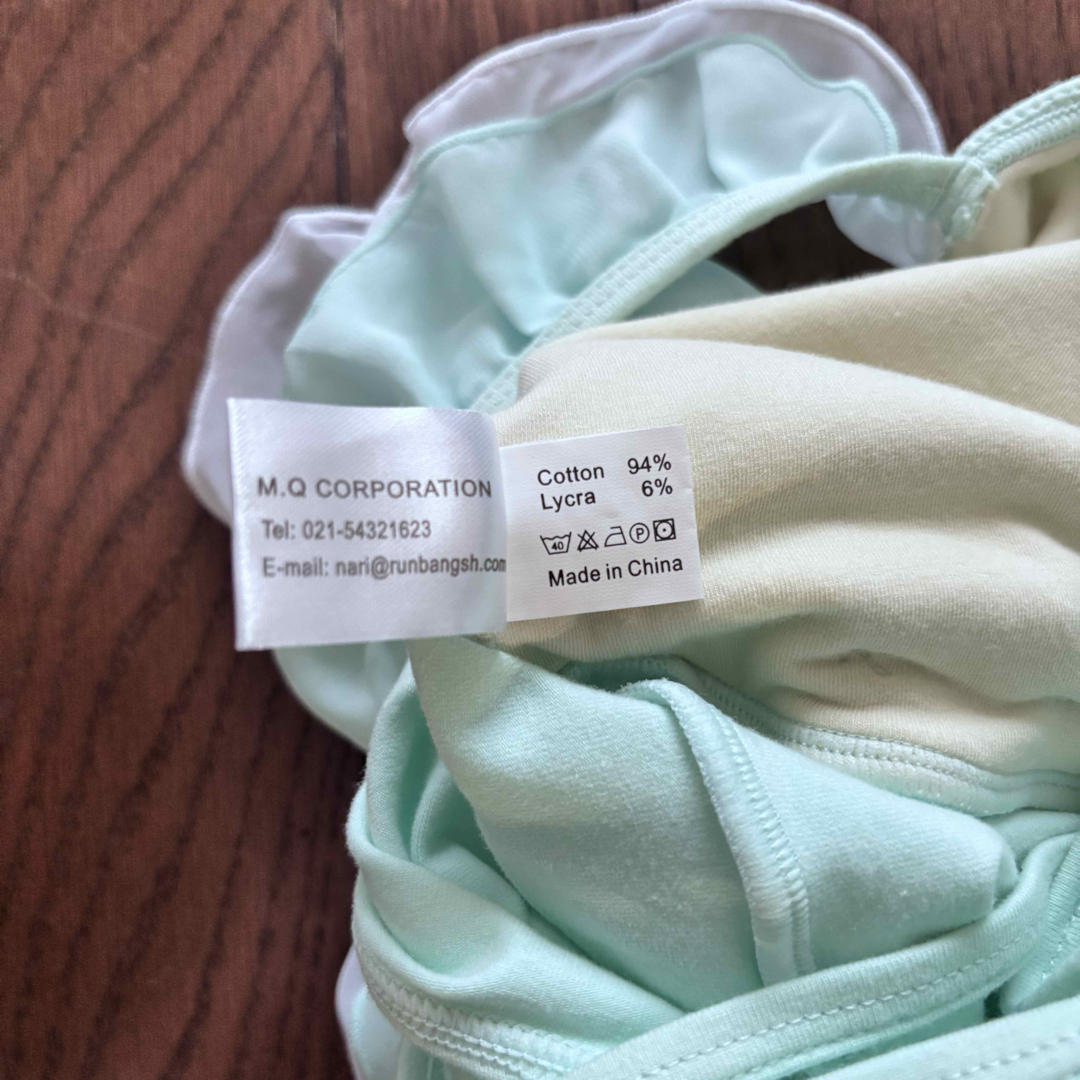 M.Q CORPORATION
Tel: 021-54321623
E-mail: nari@runbangsh.com
Cotton 94%
Lycra 6%
40 P
Made in China